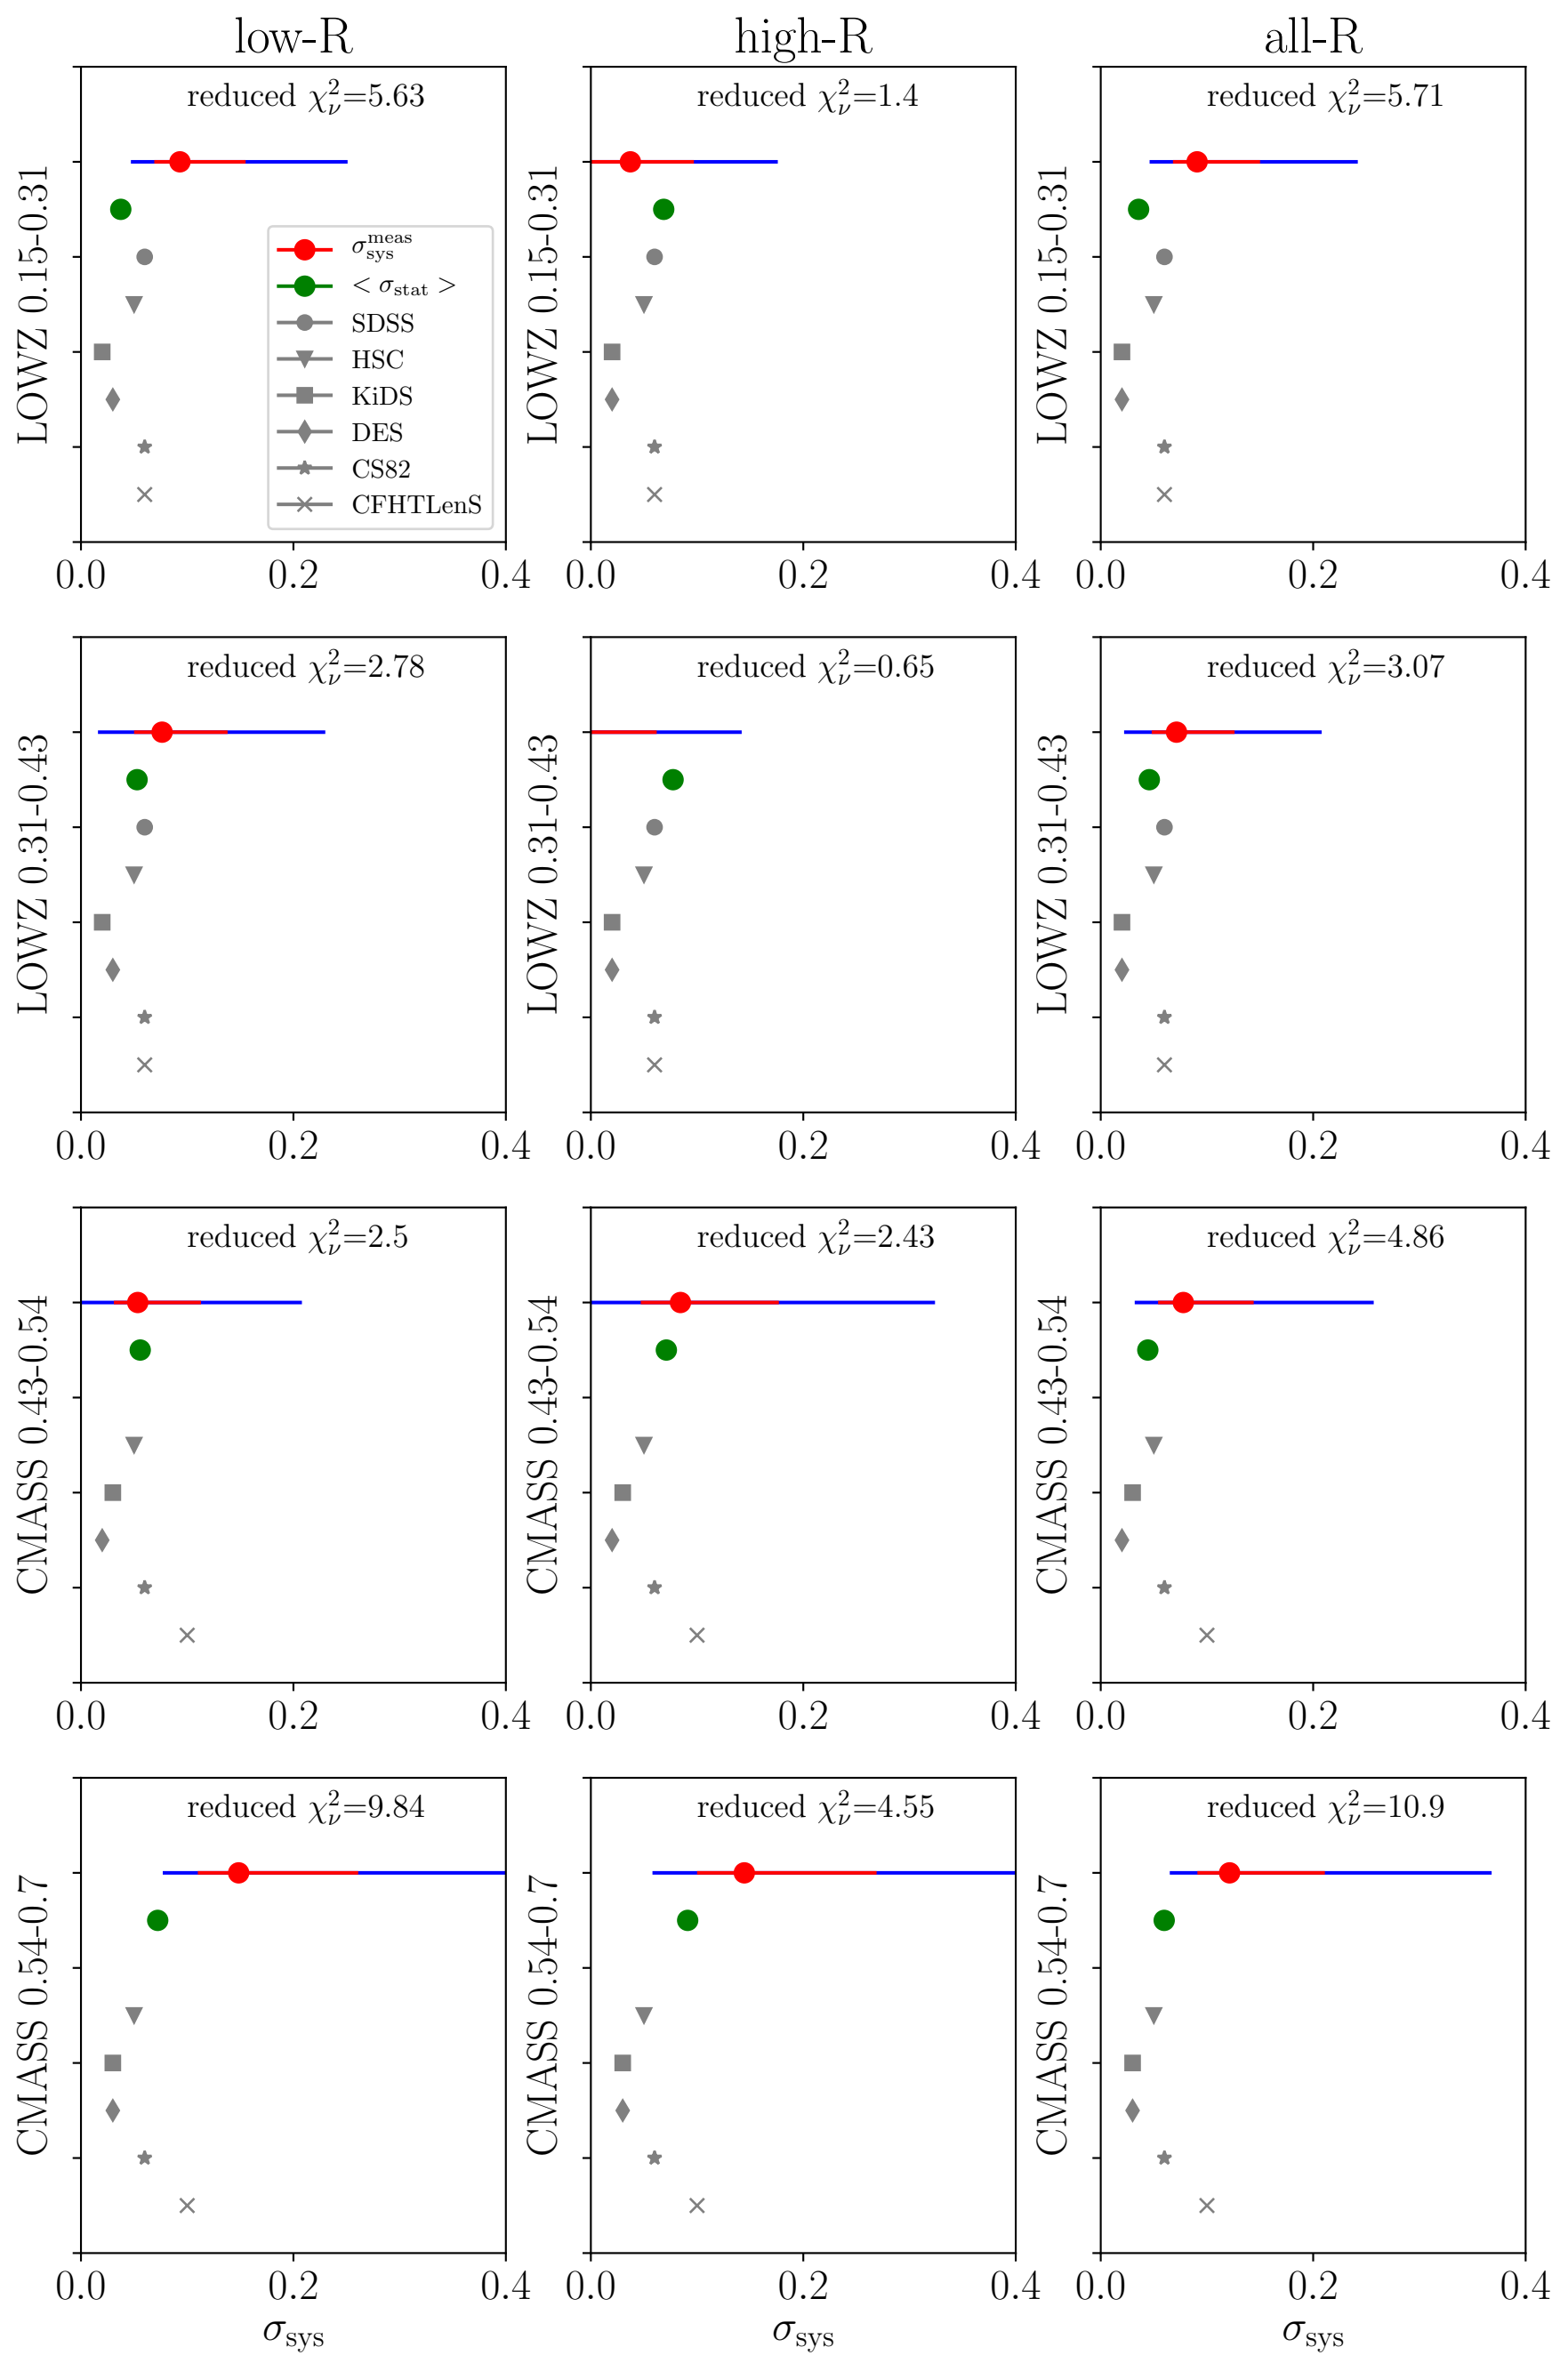 low-R high-R all-R
reduced χ²_ν=5.63 reduced χ²_ν=1.4 reduced χ²_ν=5.71
LOWZ 0.15-0.31 LOWZ 0.15-0.31 LOWZ 0.15-0.31
σ_sys^meas
< σ_stat >
SDSS
HSC
KiDS
DES
CS82
CFHTLenS
0.0 0.2 0.4 0.0 0.2 0.4 0.0 0.2 0.4
reduced χ²_ν=2.78 reduced χ²_ν=0.65 reduced χ²_ν=3.07
LOWZ 0.31-0.43 LOWZ 0.31-0.43 LOWZ 0.31-0.43
0.0 0.2 0.4 0.0 0.2 0.4 0.0 0.2 0.4
reduced χ²_ν=2.5 reduced χ²_ν=2.43 reduced χ²_ν=4.86
CMASS 0.43-0.54 CMASS 0.43-0.54 CMASS 0.43-0.54
0.0 0.2 0.4 0.0 0.2 0.4 0.0 0.2 0.4
reduced χ²_ν=9.84 reduced χ²_ν=4.55 reduced χ²_ν=10.9
CMASS 0.54-0.7 CMASS 0.54-0.7 CMASS 0.54-0.7
0.0 0.2 0.4 0.0 0.2 0.4 0.0 0.2 0.4
σ_sys σ_sys σ_sys